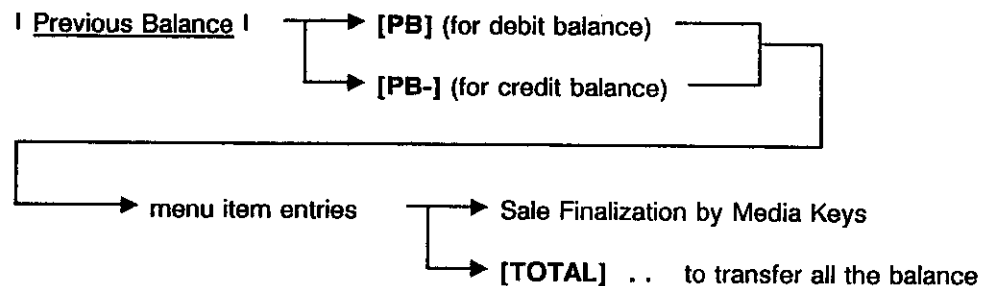 I Previous Balance I [PB] (for debit balance)
[PB-] (for credit balance)
menu item entries Sale Finalization by Media Keys
[TOTAL] . . to transfer all the balance